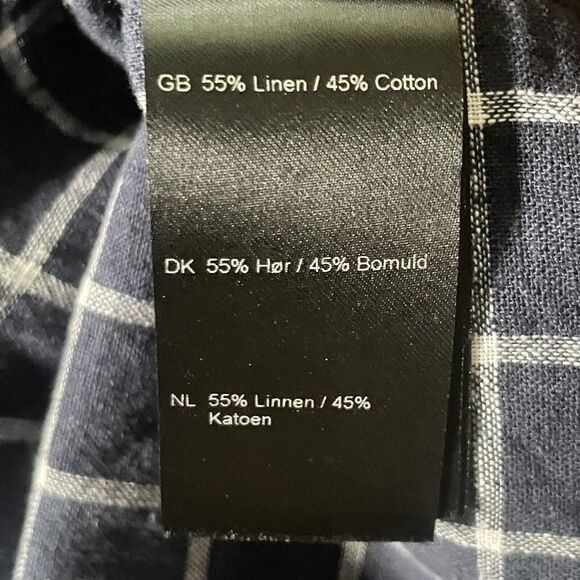 GB 55% Linen / 45% Cotton
DK 55% Hør / 45% Bomuld
NL 55% Linnen / 45%
Katoen